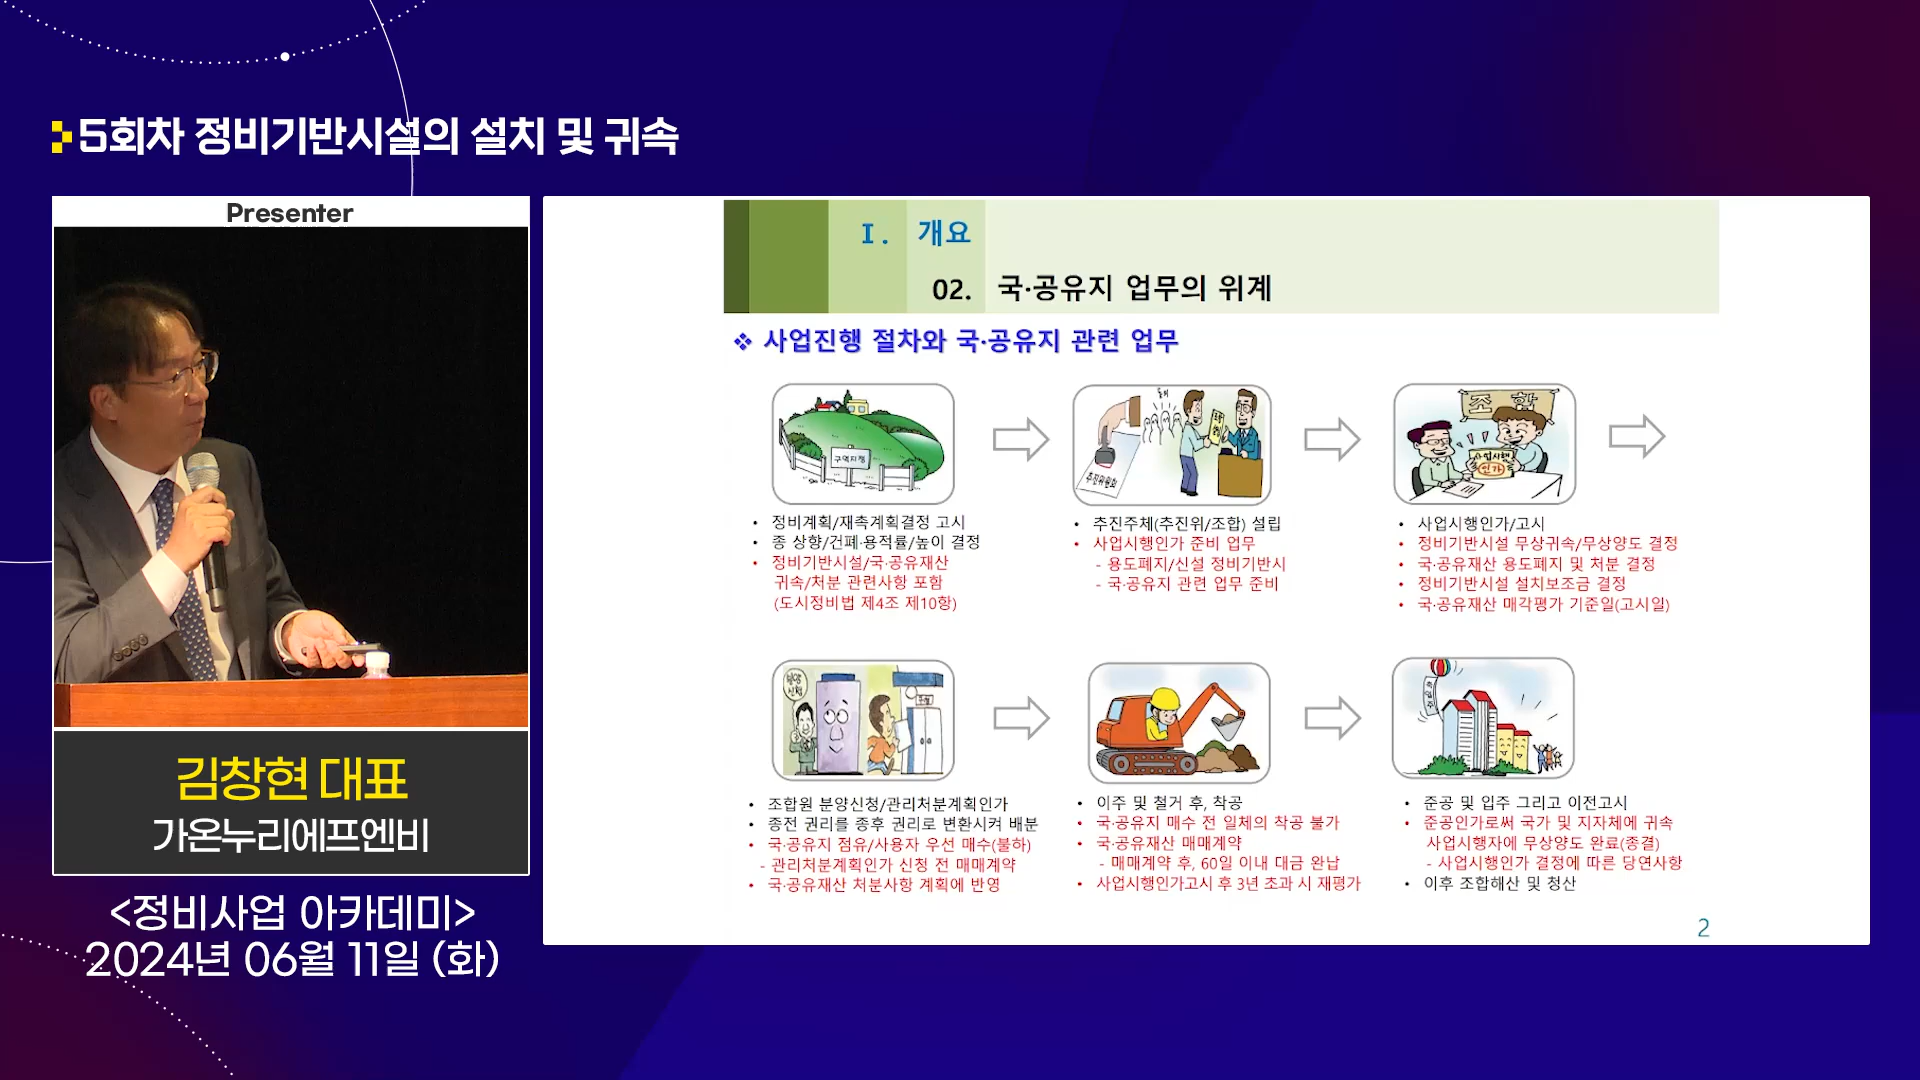 5회차 정비기반시설의 설치 및 귀속
Presenter
김창현 대표
가온누리에프엔비
<정비사업 아카데미>
2024년 06월 11일 (화)
Ⅰ. 개요
02. 국·공유지 업무의 위계
❖ 사업진행 절차와 국·공유지 관련 업무
구역지정
• 정비계획/재촉계획결정 고시
• 종 상향/건폐·용적률/높이 결정
• 정비기반시설/국·공유재산
귀속/처분 관련사항 포함
(도시정비법 제4조 제10항)
동의
추진위원회
• 추진주체(추진위/조합) 설립
• 사업시행인가 준비 업무
- 용도폐지/신설 정비기반시
- 국·공유지 관련 업무 준비
조합
사업시행
인가
• 사업시행인가/고시
• 정비기반시설 무상귀속/무상양도 결정
• 국·공유재산 용도폐지 및 처분 결정
• 정비기반시설 설치보조금 결정
• 국·공유재산 매각평가 기준일(고시일)
분양
신청
• 조합원 분양신청/관리처분계획인가
• 종전 권리를 종후 권리로 변환시켜 배분
• 국·공유지 점유/사용자 우선 매수(불하)
- 관리처분계획인가 신청 전 매매계약
• 국·공유재산 처분사항 계획에 반영
• 이주 및 철거 후, 착공
• 국·공유지 매수 전 일체의 착공 불가
• 국·공유재산 매매계약
- 매매계약 후, 60일 이내 대금 완납
• 사업시행인가고시 후 3년 초과 시 재평가
• 준공 및 입주 그리고 이전고시
• 준공인가로써 국가 및 지자체에 귀속
사업시행자에 무상양도 완료(종결)
- 사업시행인가 결정에 따른 당연사항
• 이후 조합해산 및 청산
2